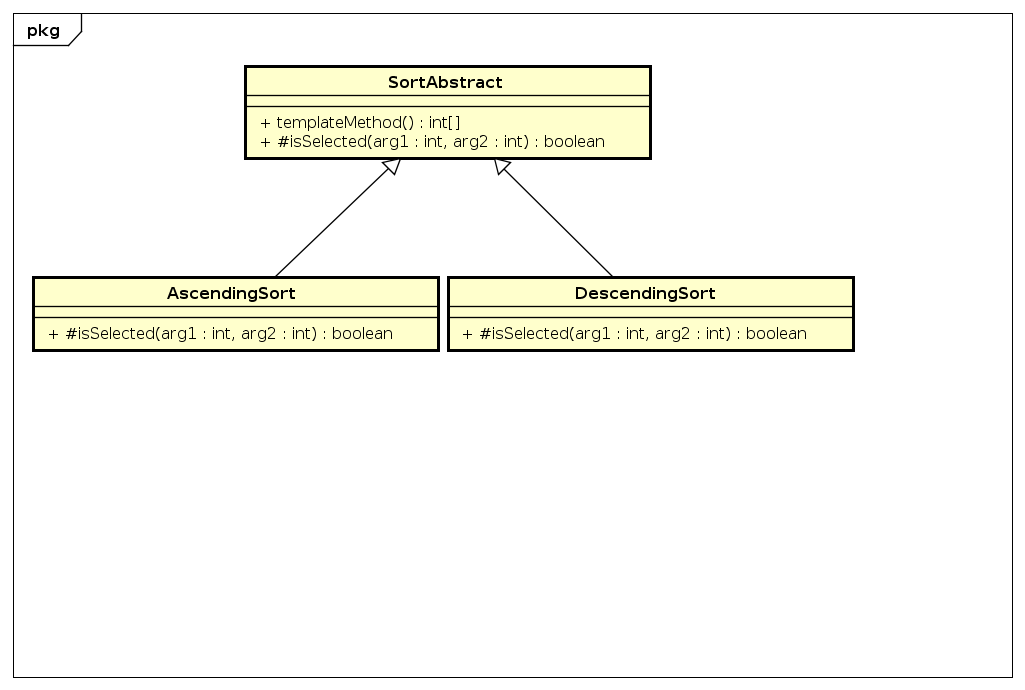 pkg
SortAbstract
+ templateMethod() : int[]
+ #isSelected(arg1 : int, arg2 : int) : boolean
AscendingSort
+ #isSelected(arg1 : int, arg2 : int) : boolean
DescendingSort
+ #isSelected(arg1 : int, arg2 : int) : boolean